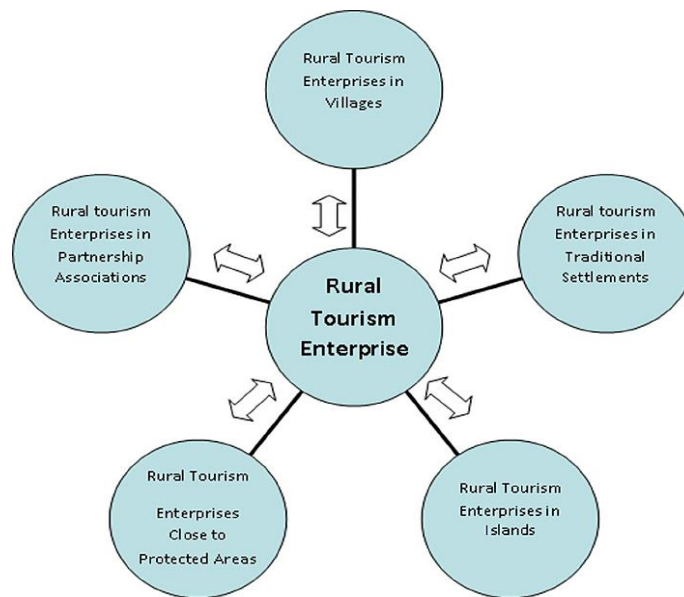 Rural Tourism
Enterprises in
Villages
Rural tourism
Enterprises in
Partnership
Associations
Rural tourism
Enterprises in
Traditional
Settlements
Rural
Tourism
Enterprise
Rural Tourism
Enterprises
Close to
Protected Areas
Rural Tourism
Enterprises in
Islands